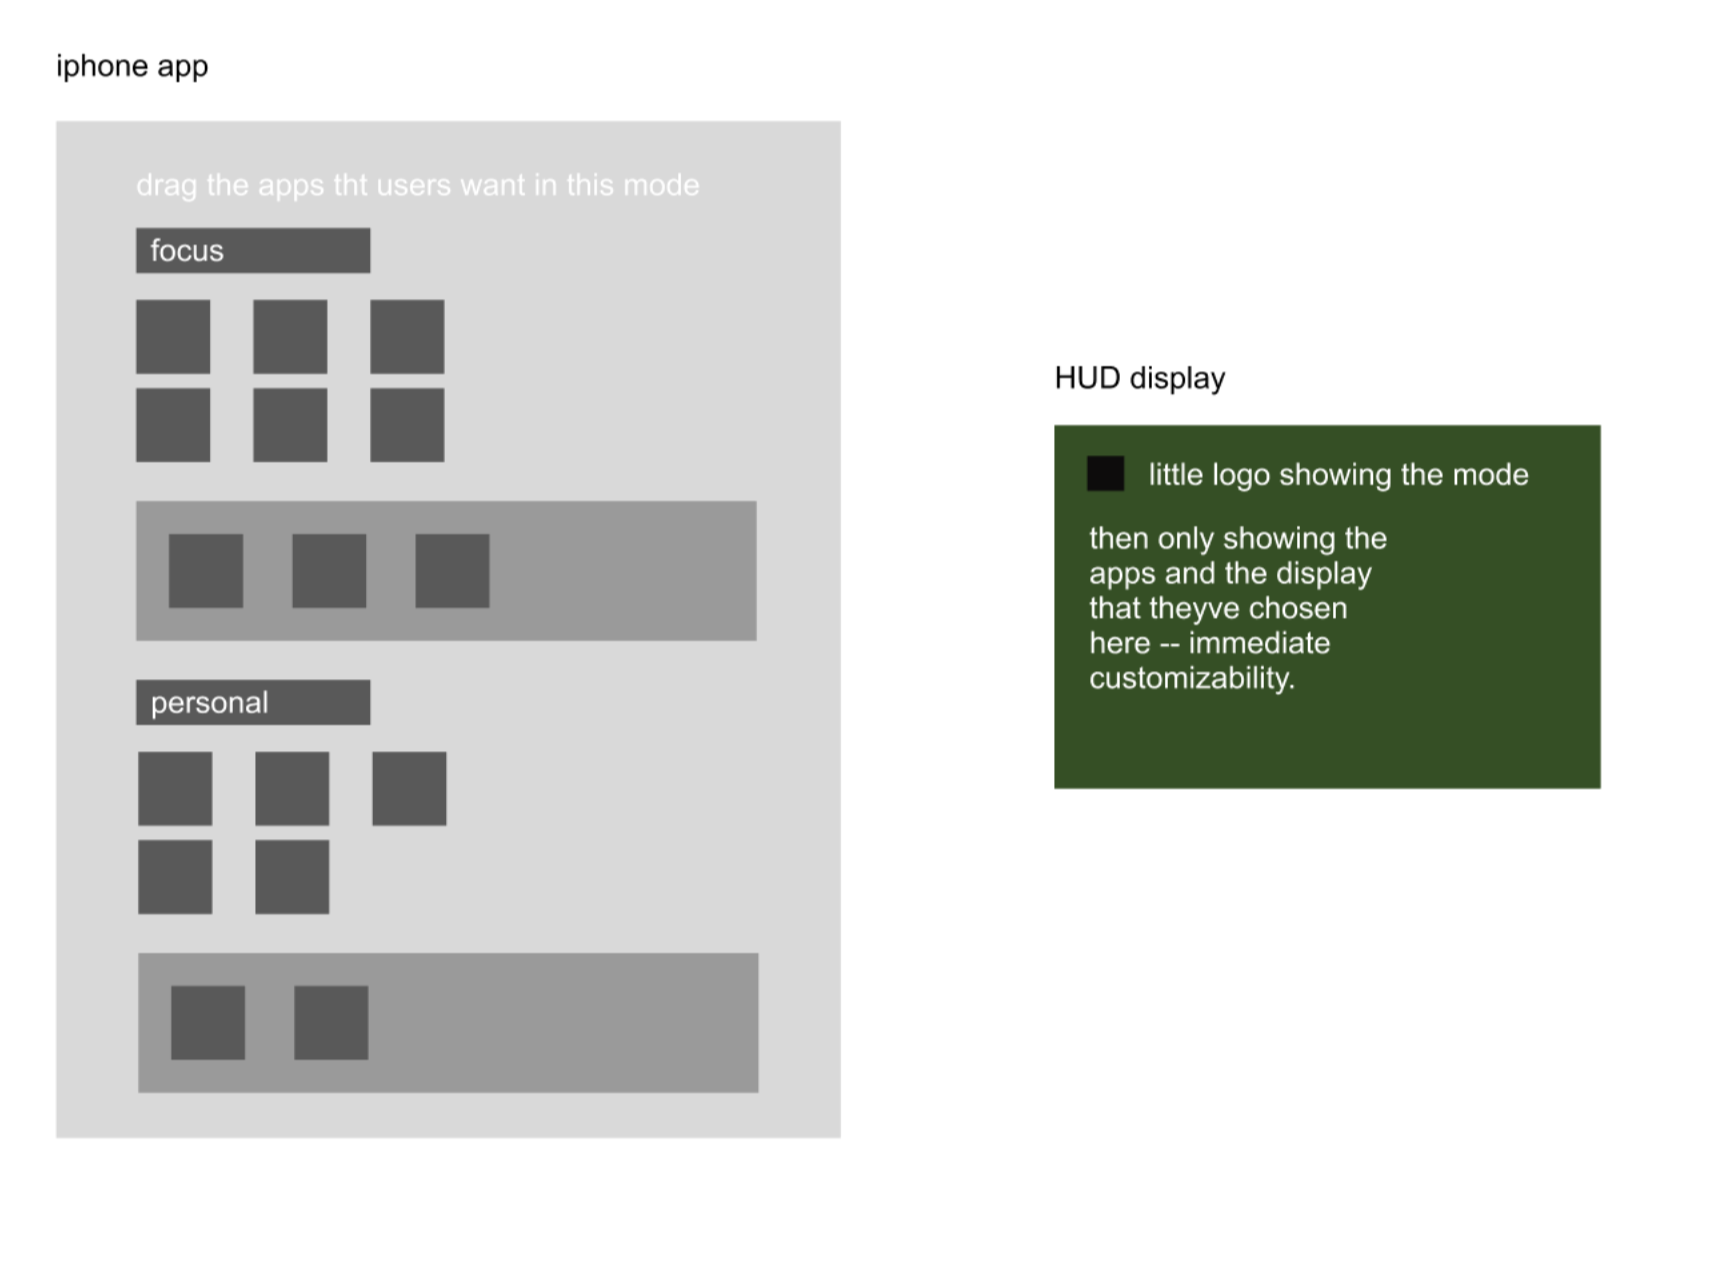 iphone app
drag the apps tht users want in this mode
focus
personal
HUD display
little logo showing the mode
then only showing the
apps and the display
that theyve chosen
here -- immediate
customizability.